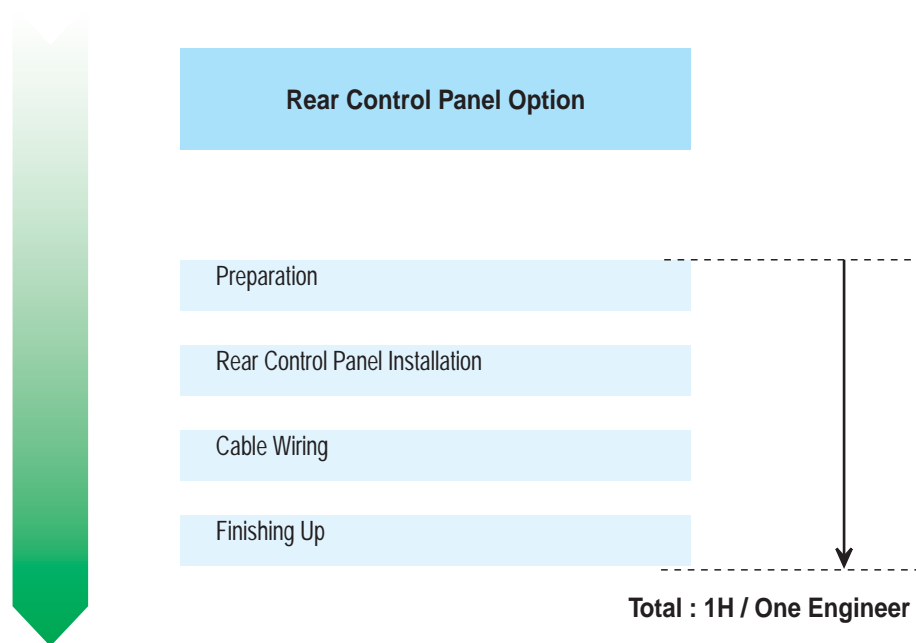 Rear Control Panel Option
Preparation
Rear Control Panel Installation
Cable Wiring
Finishing Up
Total : 1H / One Engineer